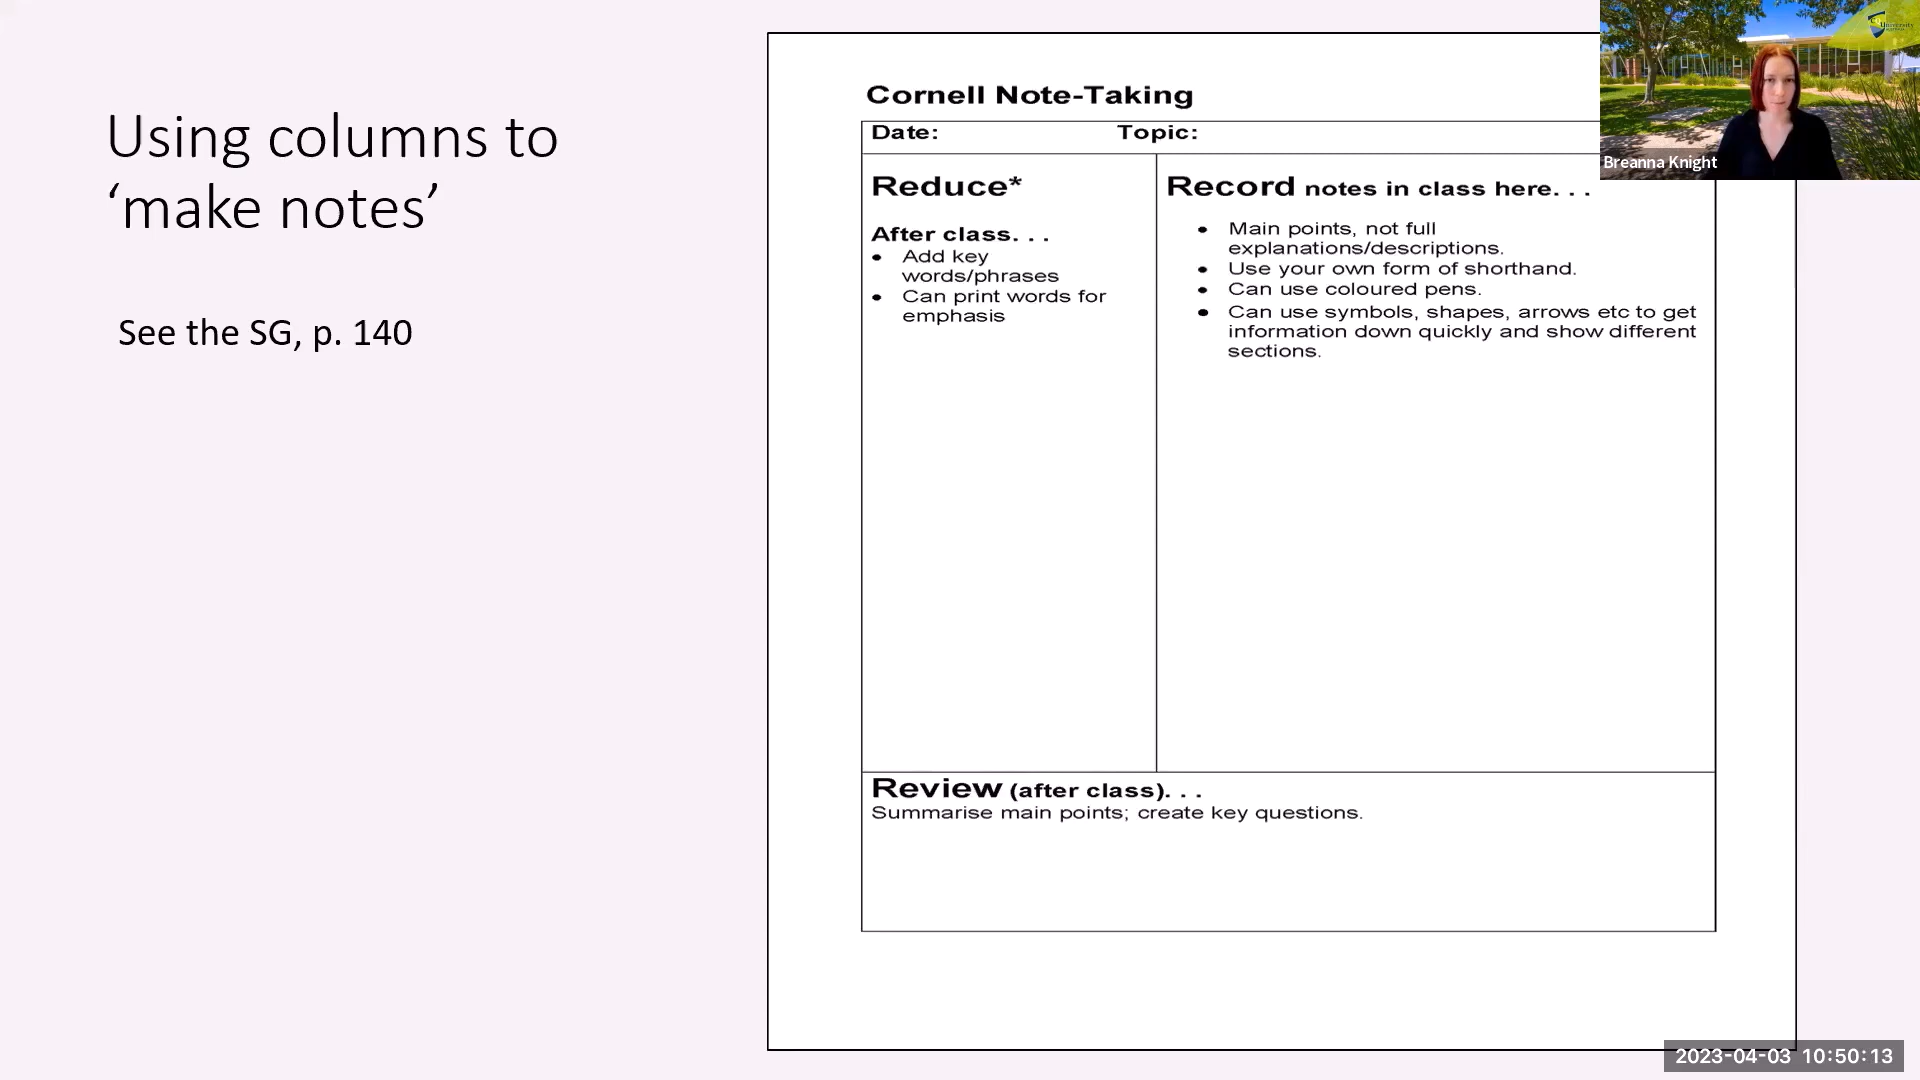 Using columns to
‘make notes’
See the SG, p. 140
Cornell Note-Taking
Date: Topic:
Reduce*
After class. . .
• Add key
words/phrases
• Can print words for
emphasis
Record notes in class here. . .
• Main points, not full
explanations/descriptions.
• Use your own form of shorthand.
• Can use coloured pens.
• Can use symbols, shapes, arrows etc to get
information down quickly and show different
sections.
Review (after class). . .
Summarise main points; create key questions.
Breanna Knight
2023-04-03 10:50:13